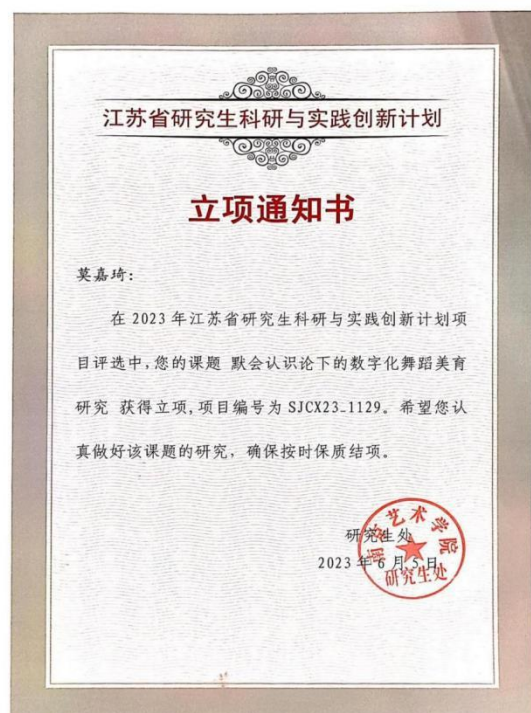 江苏省研究生科研与实践创新计划
立项通知书
莫嘉琦：
在 2023 年江苏省研究生科研与实践创新计划项
目评选中,您的课题 默会认识论下的数字化舞蹈美育
研究 获得立项,项目编号为 SJCX23_1129。希望您认
真做好该课题的研究，确保按时保质结项。
研究生处
2023 年 6 月 5 日
南京艺术学院
研究生处